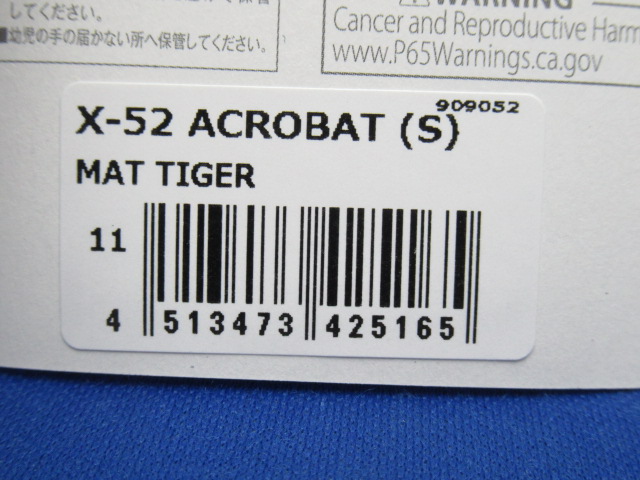 してください。
■幼児の手の届かない所へ保管してください。
WARNING
Cancer and Reproductive Harm
www.P65Warnings.ca.gov
909052
X-52 ACROBAT (S)
MAT TIGER
11
4 513473 425165